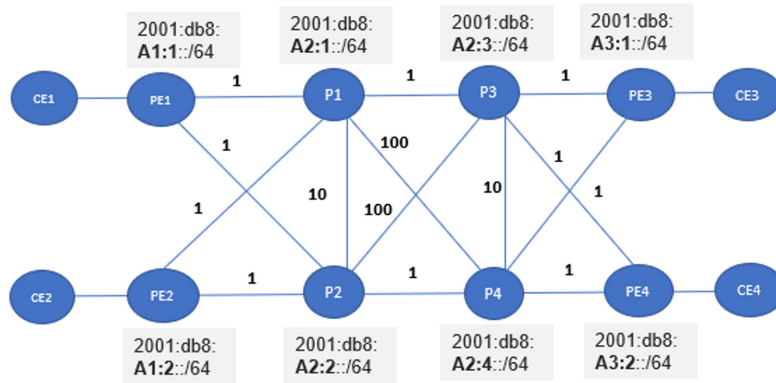 2001:db8:
A1:1::/64
2001:db8:
A2:1::/64
2001:db8:
A2:3::/64
2001:db8:
A3:1::/64
CE1
PE1
1
P1
1
P3
1
PE3
CE3
1
100
1
1
10
100
10
1
CE2
PE2
1
P2
1
P4
1
PE4
CE4
2001:db8:
A1:2::/64
2001:db8:
A2:2::/64
2001:db8:
A2:4::/64
2001:db8:
A3:2::/64